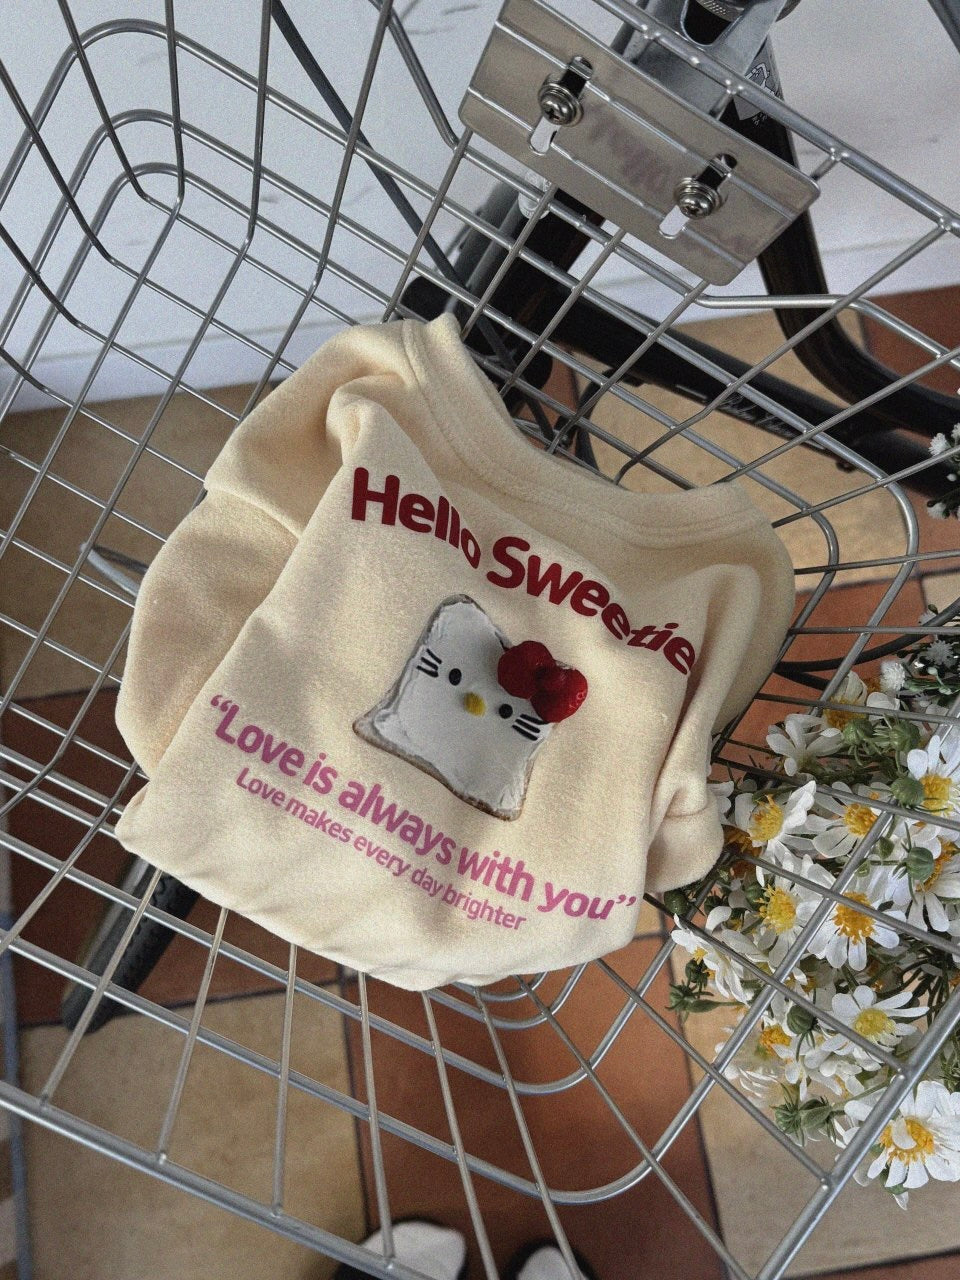 Hello Sweetie
“Love is always with you”
Love makes every day brighter